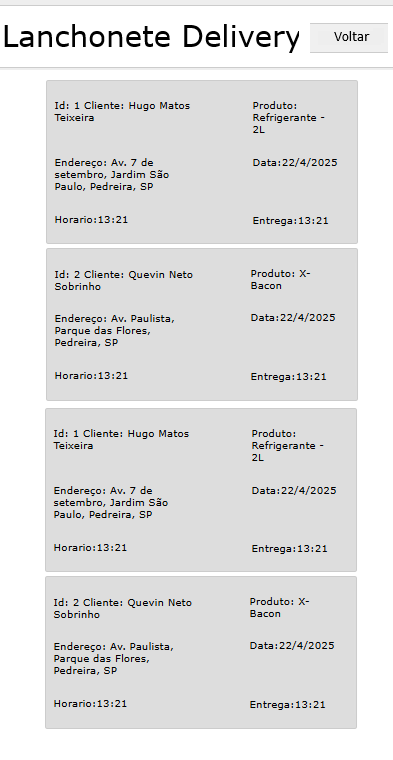 Lanchonete Delivery
Voltar
Id: 1 Cliente: Hugo Matos
Teixeira
Produto:
Refrigerante -
2L
Endereço: Av. 7 de
setembro, Jardim São
Paulo, Pedreira, SP
Data:22/4/2025
Horario:13:21
Entrega:13:21
Id: 2 Cliente: Quevin Neto
Sobrinho
Produto: X-
Bacon
Endereço: Av. Paulista,
Parque das Flores,
Pedreira, SP
Data:22/4/2025
Horario:13:21
Entrega:13:21
Id: 1 Cliente: Hugo Matos
Teixeira
Produto:
Refrigerante -
2L
Endereço: Av. 7 de
setembro, Jardim São
Paulo, Pedreira, SP
Data:22/4/2025
Horario:13:21
Entrega:13:21
Id: 2 Cliente: Quevin Neto
Sobrinho
Produto: X-
Bacon
Endereço: Av. Paulista,
Parque das Flores,
Pedreira, SP
Data:22/4/2025
Horario:13:21
Entrega:13:21